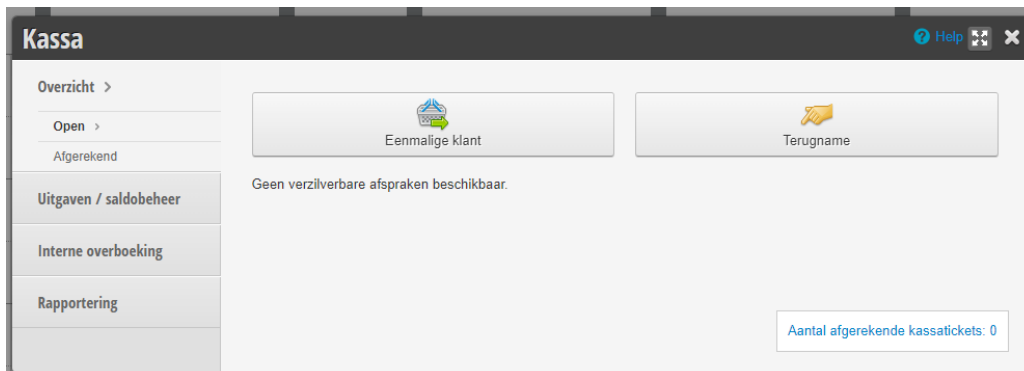 Kassa
Help
Overzicht >
Open >
Afgerekend
Uitgaven / saldobeheer
Interne overboeking
Rapportering
Eenmalige klant
Terugname
Geen verzilverbare afspraken beschikbaar.
Aantal afgerekende kassatickets: 0